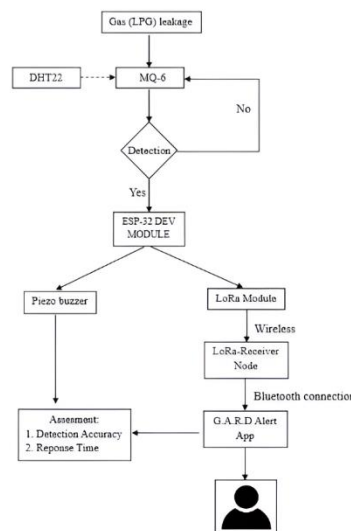 Gas (LPG) leakage
DHT22
MQ-6
No
Detection
Yes
ESP-32 DEV
MODULE
Piezo buzzer
LoRa Module
Wireless
LoRa-Receiver
Node
Bluetooth connection
Assesment:
1. Detection Accuracy
2. Reponse Time
G.A.R.D Alert
App